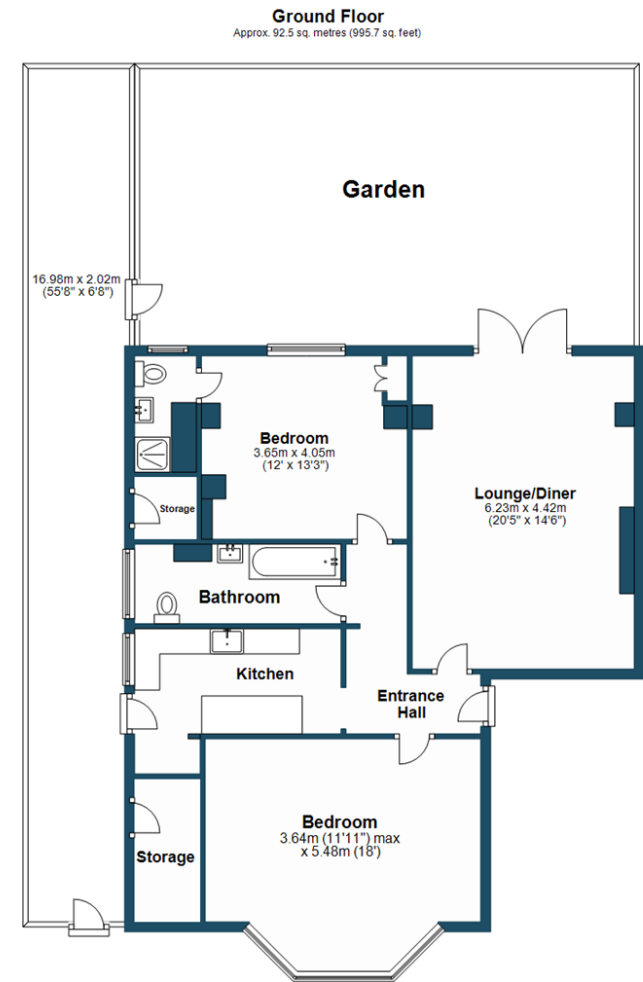 Ground Floor
Approx. 92.5 sq. metres (995.7 sq. feet)
Garden
16.98m x 2.02m
(55'8" x 6'8")
Bedroom
3.65m x 4.05m
(12' x 13'3")
Lounge/Diner
6.23m x 4.42m
(20'5" x 14'6")
Storage
Bathroom
Kitchen
Entrance
Hall
Bedroom
3.64m (11'11") max
x 5.48m (18')
Storage